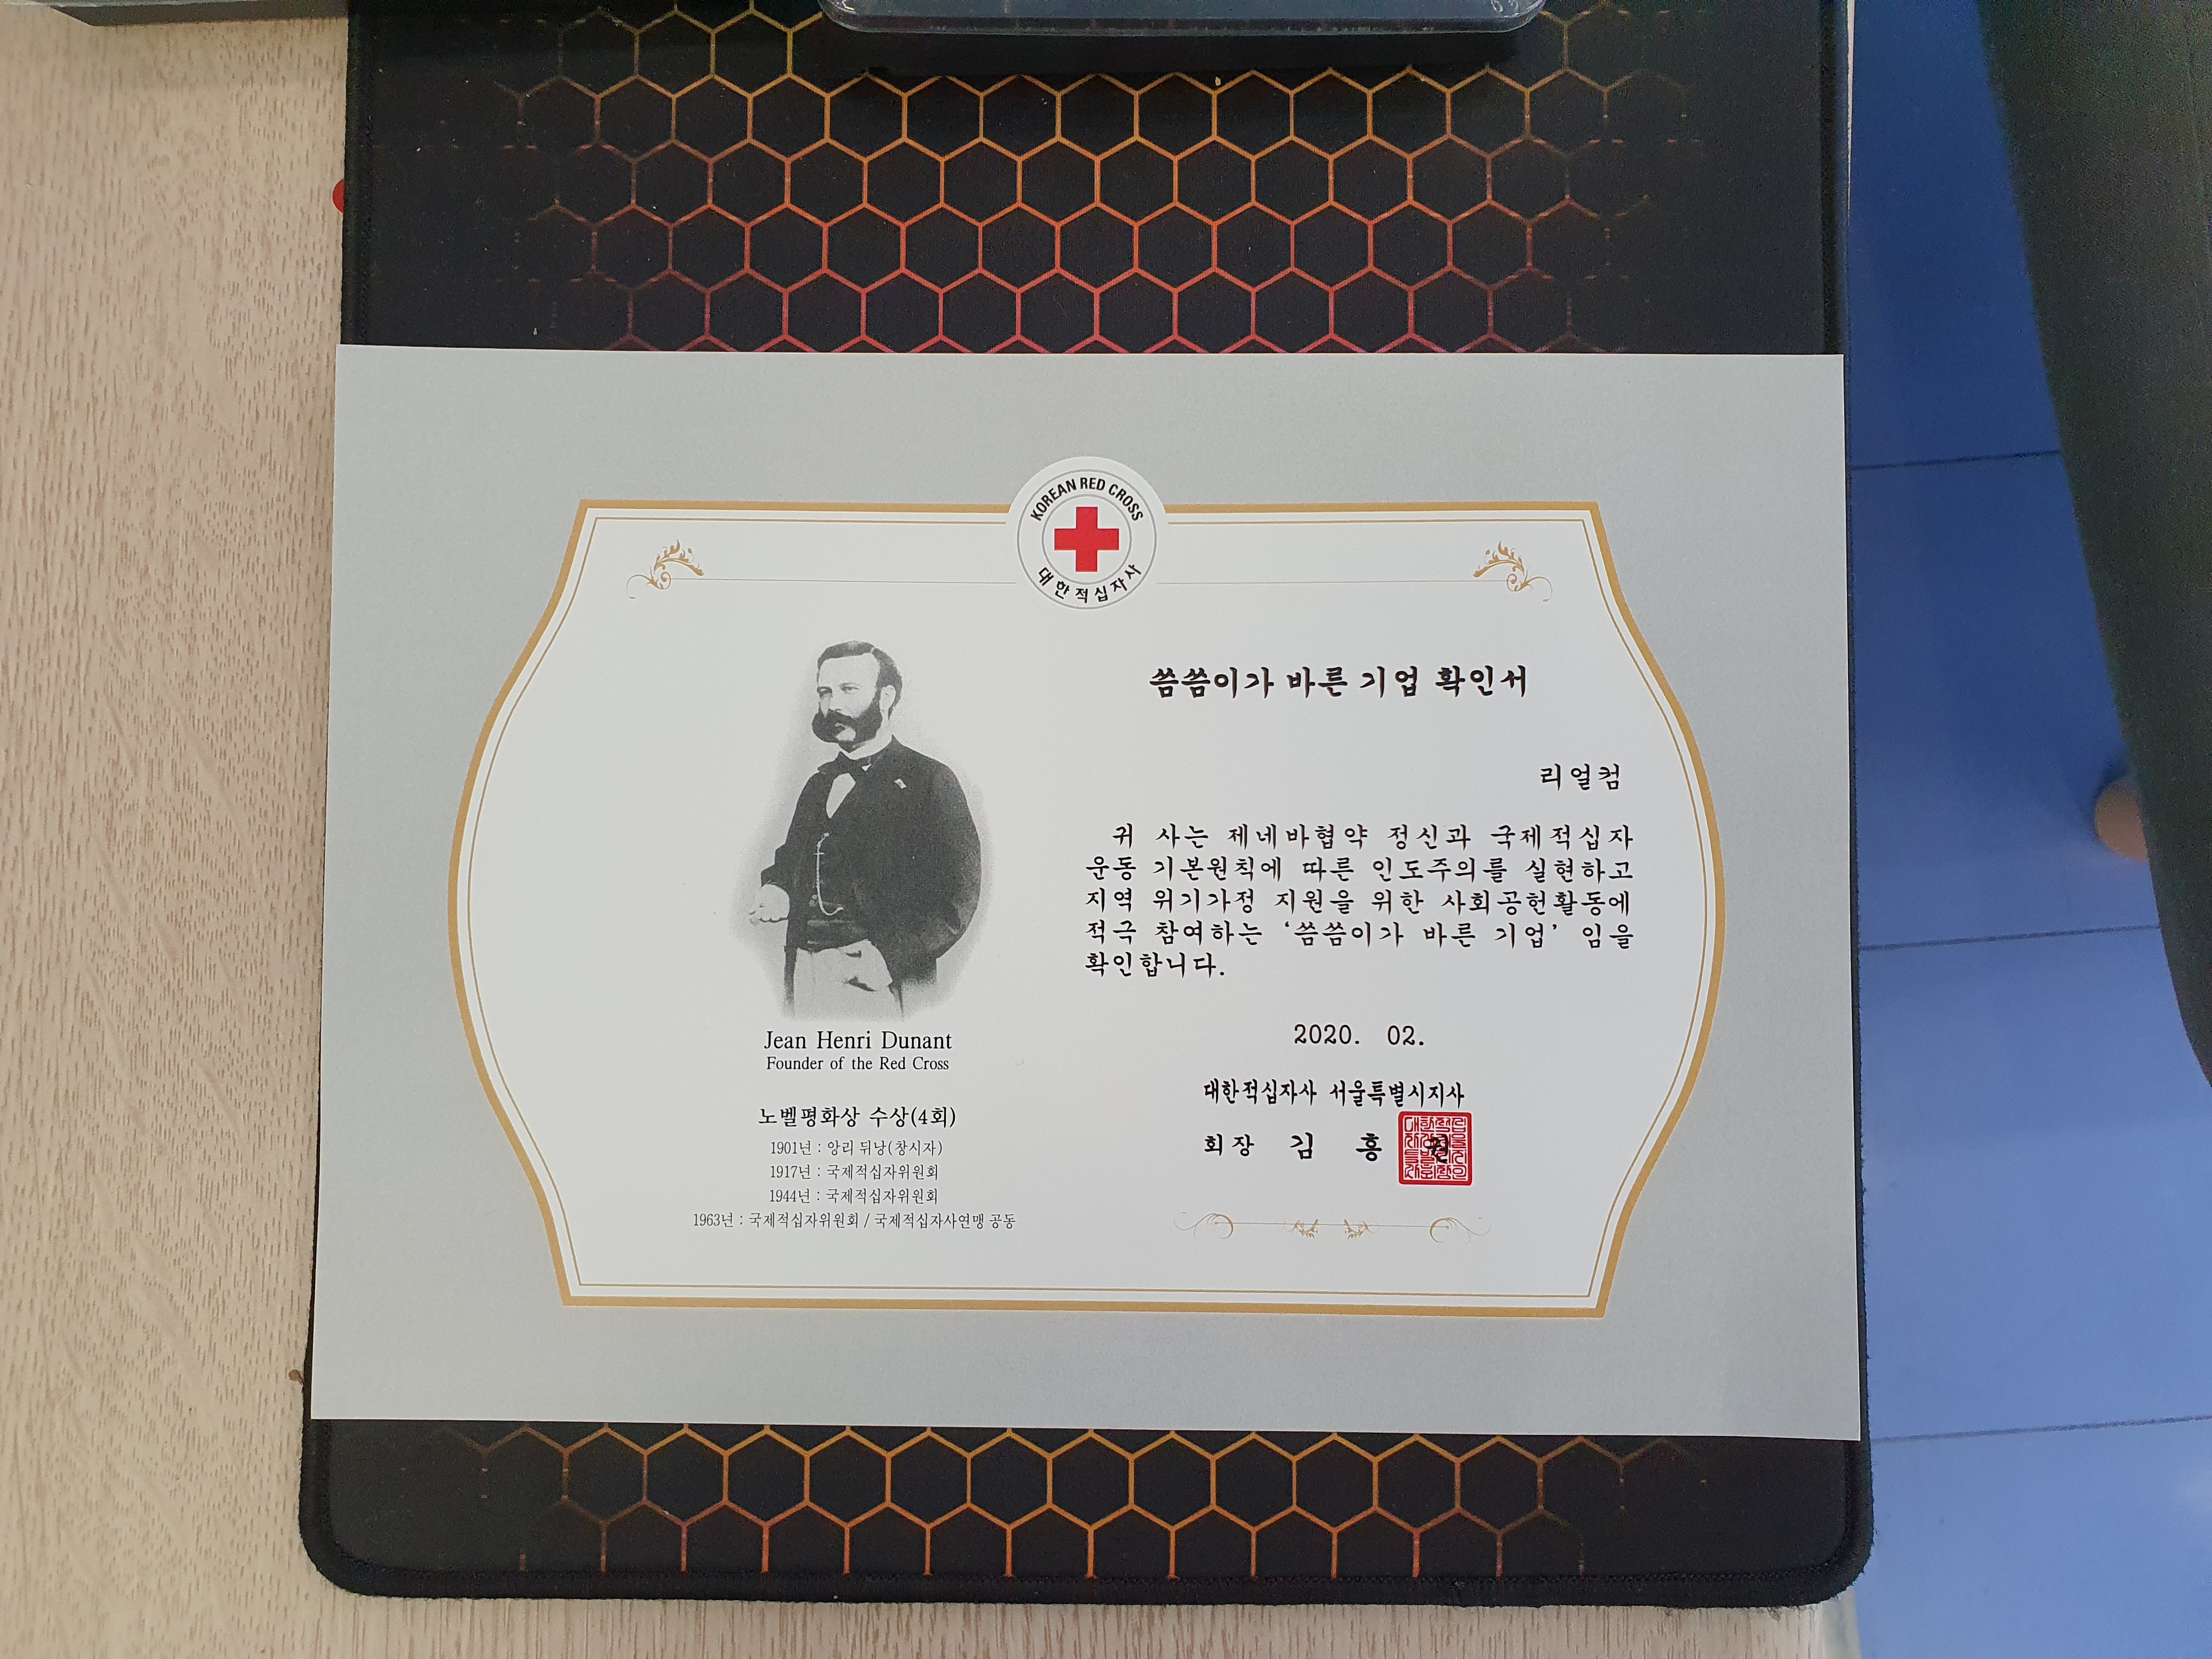 KOREAN RED CROSS
대한적십자사
씀씀이가 바른 기업 확인서
리얼컴
귀 사는 제네바협약 정신과 국제적십자
운동 기본원칙에 따른 인도주의를 실현하고
지역 위기가정 지원을 위한 사회공헌활동에
적극 참여하는 ‘씀씀이가 바른 기업’ 임을
확인합니다.
2020. 02.
대한적십자사 서울특별시지사
회장 김 흥 권
Jean Henri Dunant
Founder of the Red Cross
노벨평화상 수상(4회)
1901년 : 앙리 뒤낭(창시자)
1917년 : 국제적십자위원회
1944년 : 국제적십자위원회
1963년 : 국제적십자위원회 / 국제적십자사연맹 공동